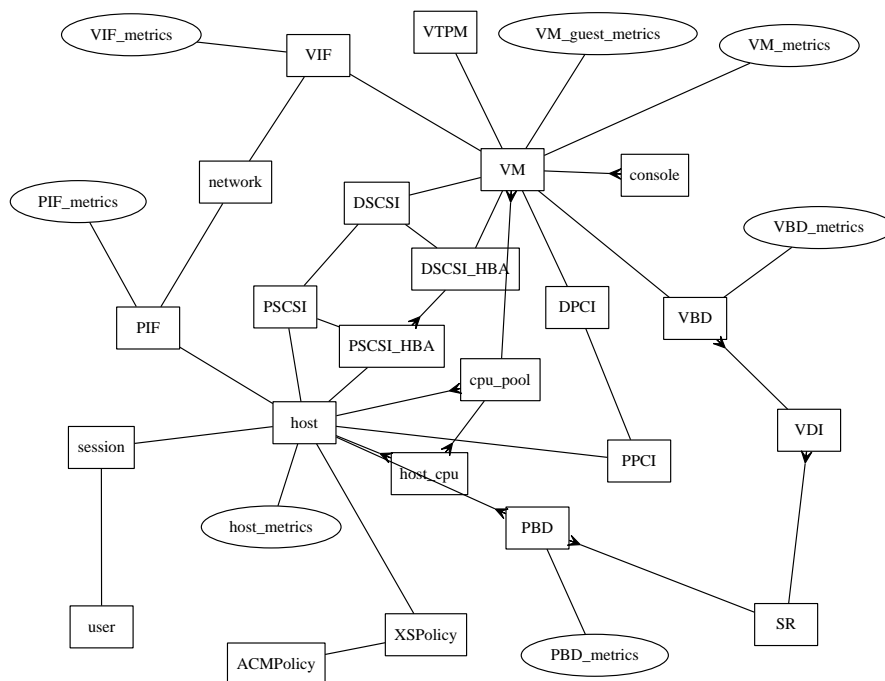 VIF_metrics
VIF
VTPM
VM_guest_metrics
VM_metrics
network
VM
console
PIF_metrics
DSCSI
VBD_metrics
DSCSI_HBA
PSCSI
DPCI
VBD
PIF
PSCSI_HBA
cpu_pool
host
VDI
session
host_cpu
PPCI
host_metrics
PBD
user
XSPolicy
SR
ACMPolicy
PBD_metrics